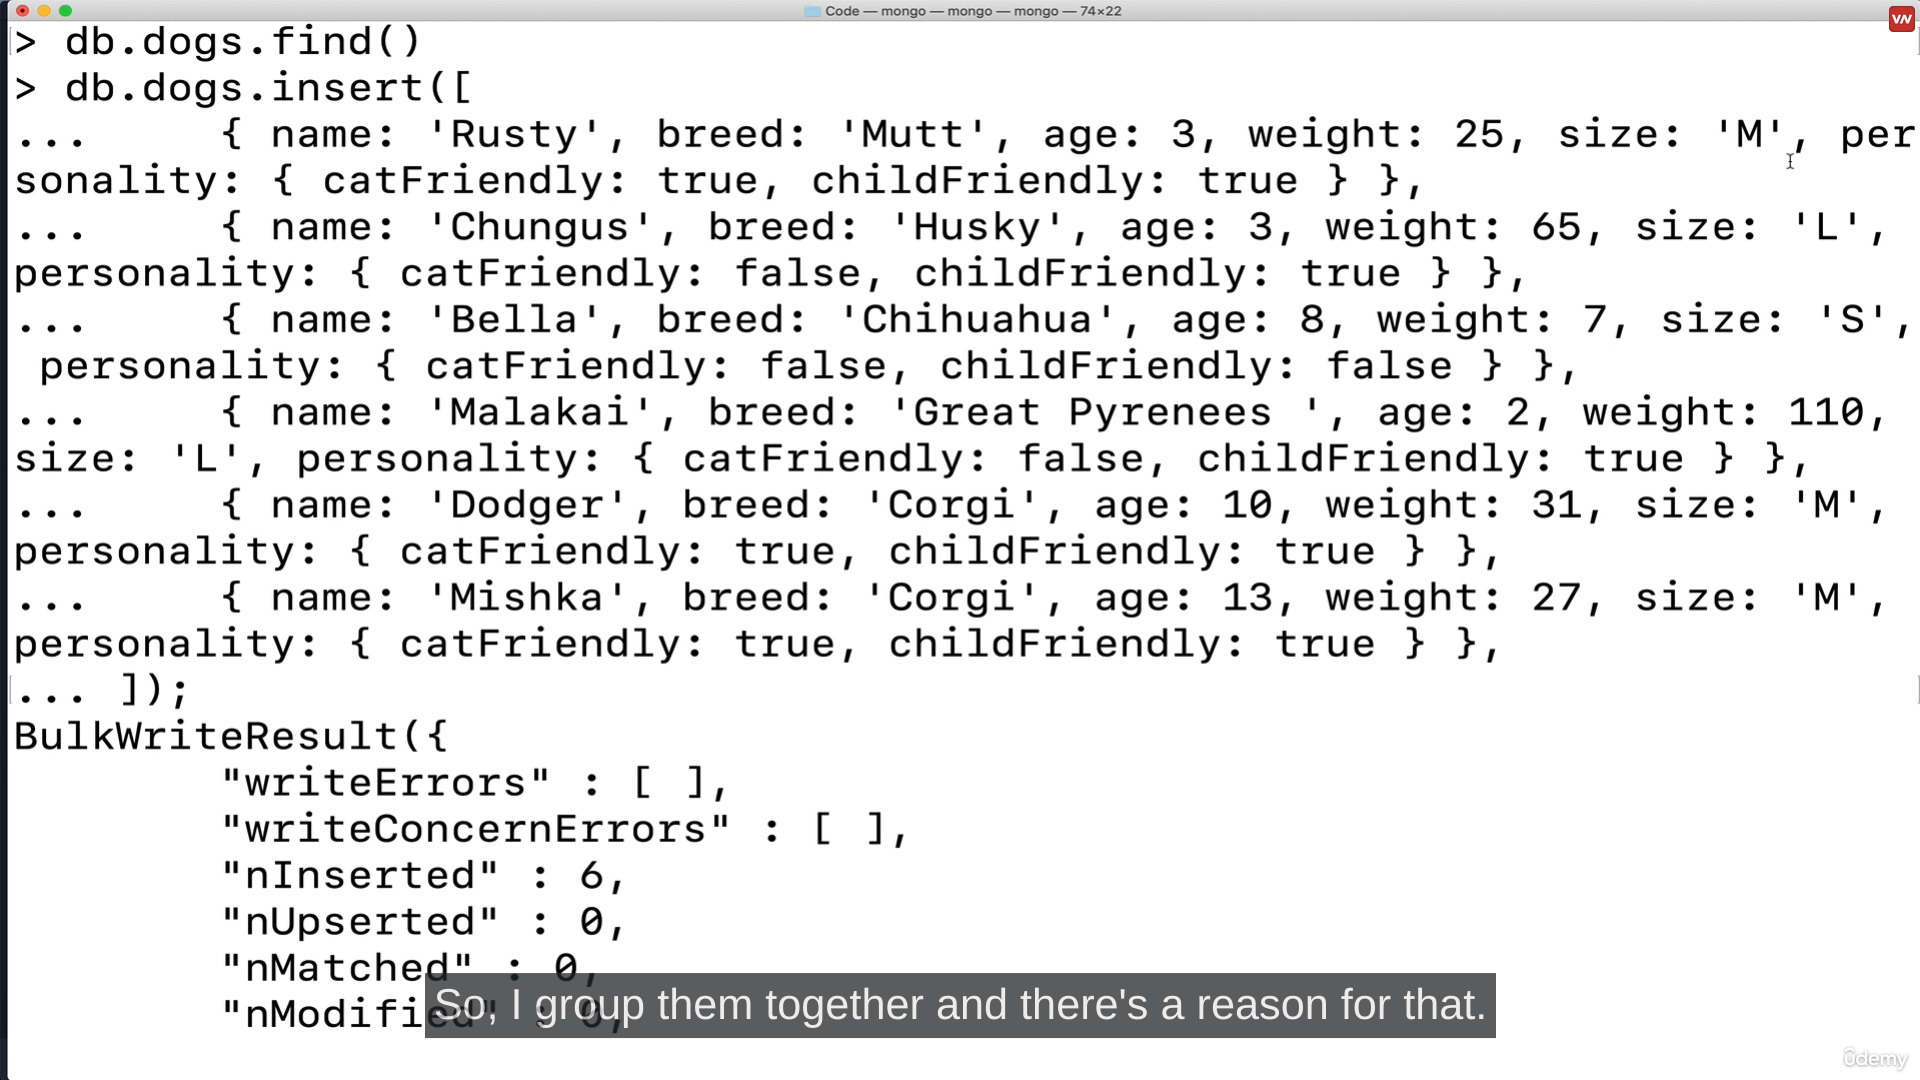 Code — mongo — mongo — mongo — 74×22
VN
> db.dogs.find()
> db.dogs.insert([
...     { name: 'Rusty', breed: 'Mutt', age: 3, weight: 25, size: 'M', per
sonality: { catFriendly: true, childFriendly: true } },
...     { name: 'Chungus', breed: 'Husky', age: 3, weight: 65, size: 'L',
personality: { catFriendly: false, childFriendly: true } },
...     { name: 'Bella', breed: 'Chihuahua', age: 8, weight: 7, size: 'S',
 personality: { catFriendly: false, childFriendly: false } },
...     { name: 'Malakai', breed: 'Great Pyrenees ', age: 2, weight: 110,
size: 'L', personality: { catFriendly: false, childFriendly: true } },
...     { name: 'Dodger', breed: 'Corgi', age: 10, weight: 31, size: 'M',
personality: { catFriendly: true, childFriendly: true } },
...     { name: 'Mishka', breed: 'Corgi', age: 13, weight: 27, size: 'M',
personality: { catFriendly: true, childFriendly: true } },
... ]);
BulkWriteResult({
        "writeErrors" : [ ],
        "writeConcernErrors" : [ ],
        "nInserted" : 6,
        "nUpserted" : 0,
        "nMatched" : 0,
        "nModified" : 0,
So, I group them together and there's a reason for that.
ûdemy